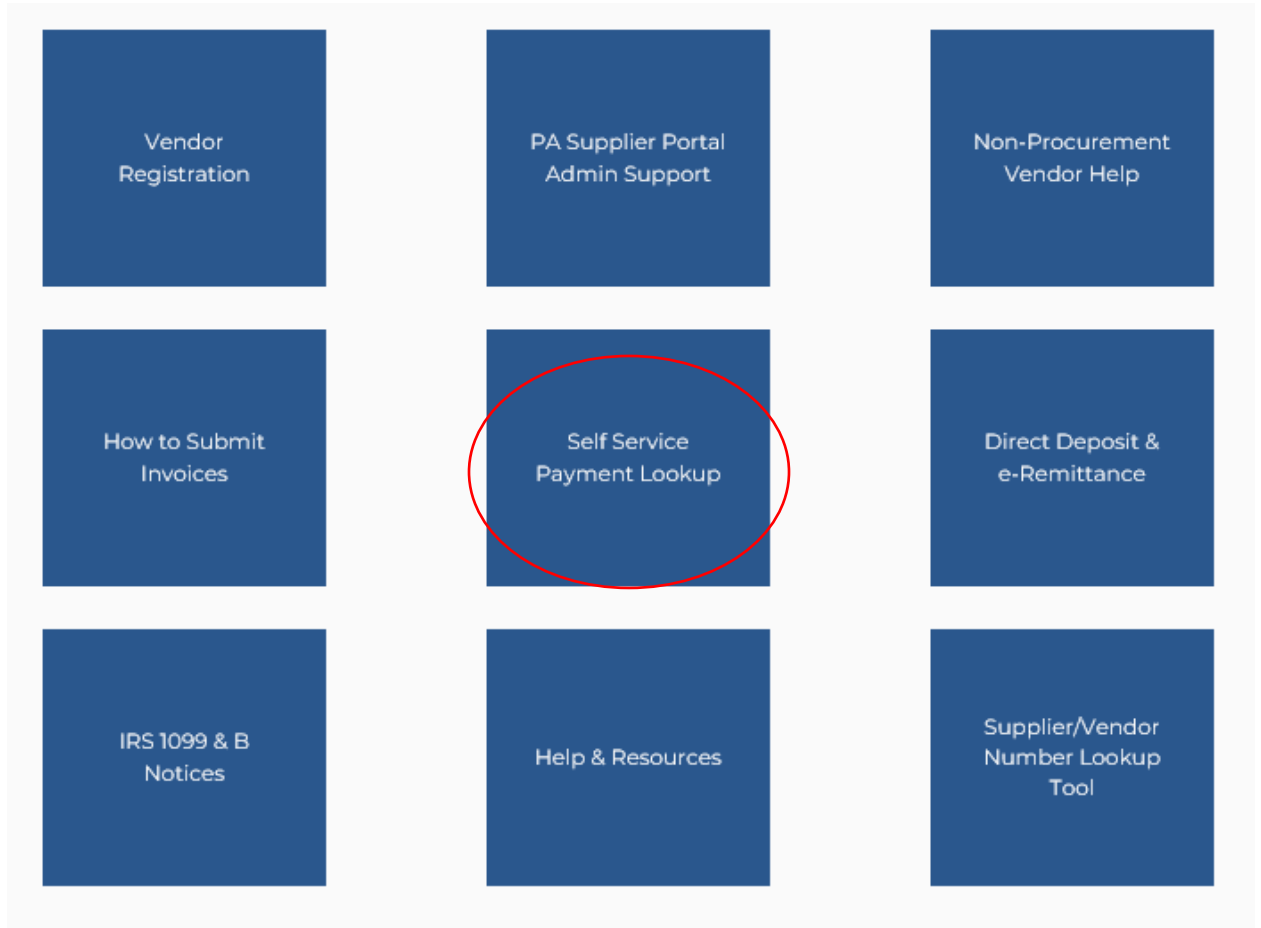 Vendor
Registration
PA Supplier Portal
Admin Support
Non-Procurement
Vendor Help
How to Submit
Invoices
Self Service
Payment Lookup
Direct Deposit &
e-Remittance
IRS 1099 & B
Notices
Help & Resources
Supplier/Vendor
Number Lookup
Tool